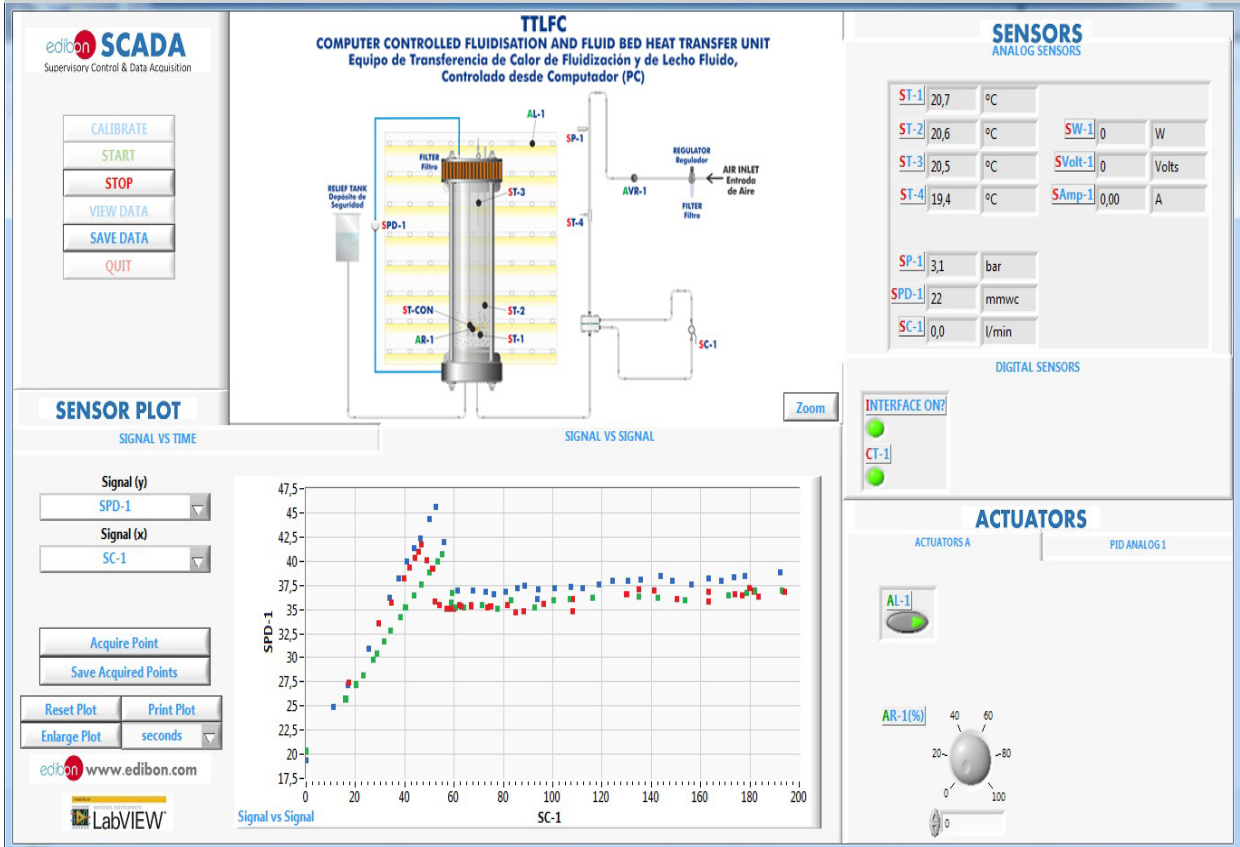 edibon SCADA
Supervisory Control & Data Acquisition
CALIBRATE
START
STOP
VIEW DATA
SAVE DATA
QUIT
TTLFC
COMPUTER CONTROLLED FLUIDISATION AND FLUID BED HEAT TRANSFER UNIT
Equipo de Transferencia de Calor de Fluidización y de Lecho Fluido,
Controlado desde Computador (PC)
AL-1
SP-1
FILTER
Filtro
REGULATOR
Regulador
AIR INLET
Entrada
de Aire
AVR-1
FILTER
Filtro
RELIEF TANK
Depósito de
Seguridad
ST-3
SPD-1
ST-4
ST-CON
ST-2
AR-1
ST-1
SC-1
Zoom
SENSORS
ANALOG SENSORS
ST-1 20,7 ºC
ST-2 20,6 ºC
SW-1 0 W
ST-3 20,5 ºC
SVolt-1 0 Volts
ST-4 19,4 ºC
SAmp-1 0,00 A
SP-1 3,1 bar
SPD-1 22 mmwc
SC-1 0,0 l/min
DIGITAL SENSORS
INTERFACE ON?
CT-1
SENSOR PLOT
SIGNAL VS TIME
SIGNAL VS SIGNAL
Signal (y)
SPD-1
Signal (x)
SC-1
Acquire Point
Save Acquired Points
Reset Plot
Print Plot
Enlarge Plot
seconds
edibon www.edibon.com
LabVIEW
47,5
45
42,5
40
37,5
35
32,5
30
27,5
25
22,5
20
17,5
SPD-1
0 20 40 60 80 100 120 140 160 180 200
SC-1
Signal vs Signal
ACTUATORS
ACTUATORS A
PID ANALOG 1
AL-1
AR-1(%)
40 60
20 80
0 100
0